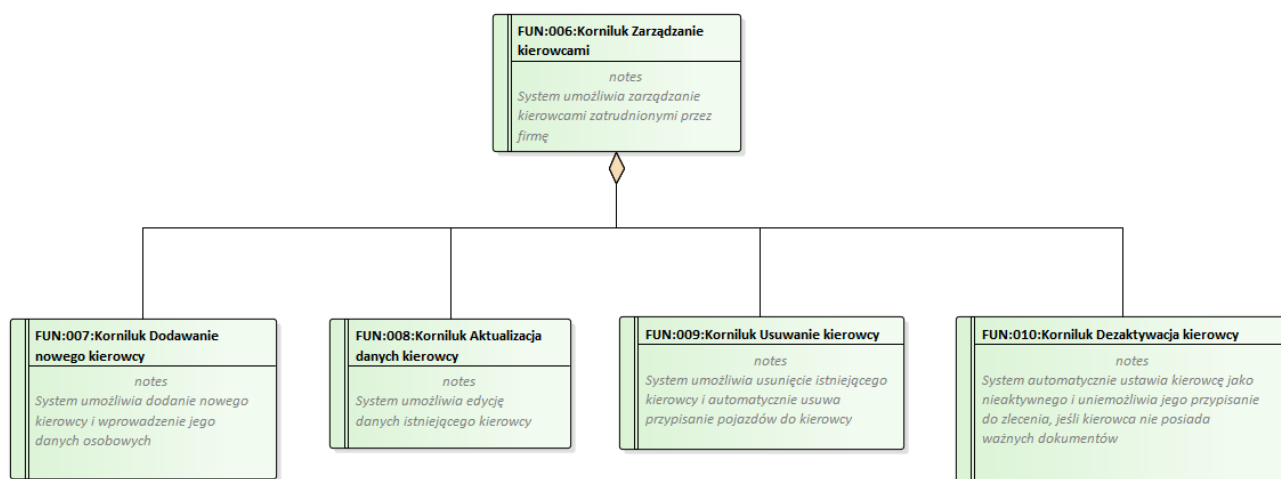 FUN:006:Korniluk Zarządzanie
kierowcami
notes
System umożliwia zarządzanie
kierowcami zatrudnionymi przez
firmę
FUN:007:Korniluk Dodawanie
nowego kierowcy
notes
System umożliwia dodanie nowego
kierowcy i wprowadzenie jego
danych osobowych
FUN:008:Korniluk Aktualizacja
danych kierowcy
notes
System umożliwia edycję
danych istniejącego kierowcy
FUN:009:Korniluk Usuwanie kierowcy
notes
System umożliwia usunięcie istniejącego
kierowcy i automatycznie usuwa
przypisanie pojazdów do kierowcy
FUN:010:Korniluk Dezaktywacja kierowcy
notes
System automatycznie ustawia kierowcę jako
nieaktywnego i uniemożliwia jego przypisanie
do zlecenia, jeśli kierowca nie posiada
ważnych dokumentów